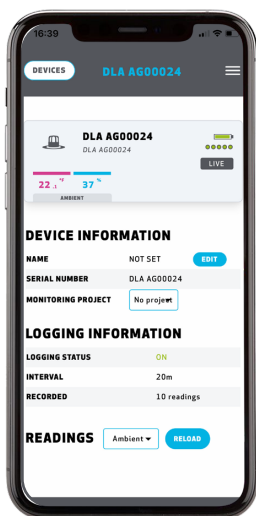 16:39
DEVICES DLA AG00024
DLA AG00024
DLA AG00024
LIVE
22.1 °F 37 %
AMBIENT
DEVICE INFORMATION
NAME NOT SET EDIT
SERIAL NUMBER DLA AG00024
MONITORING PROJECT No project
LOGGING INFORMATION
LOGGING STATUS ON
INTERVAL 20m
RECORDED 10 readings
READINGS Ambient RELOAD